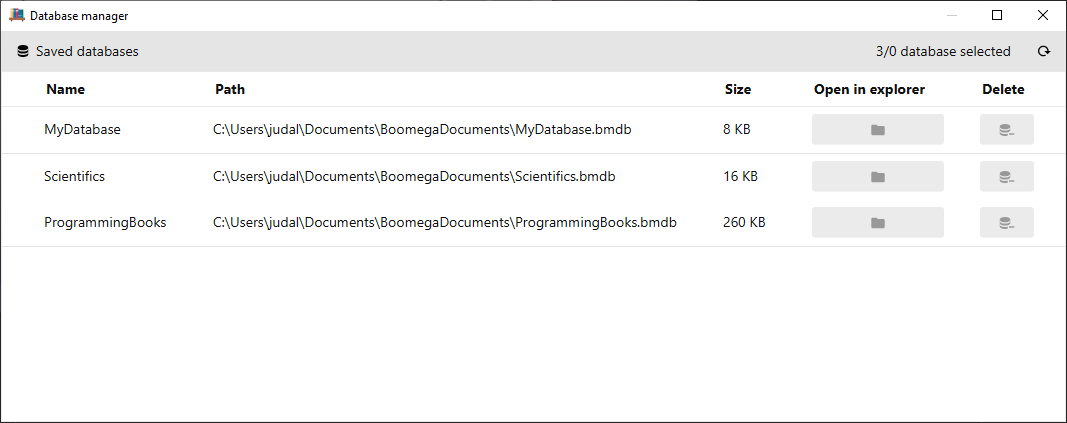 Database manager
Saved databases 3/0 database selected
Name Path Size Open in explorer Delete
MyDatabase C:\Users\judal\Documents\BoomegaDocuments\MyDatabase.bmdb 8 KB
Scientifics C:\Users\judal\Documents\BoomegaDocuments\Scientifics.bmdb 16 KB
ProgrammingBooks C:\Users\judal\Documents\BoomegaDocuments\ProgrammingBooks.bmdb 260 KB